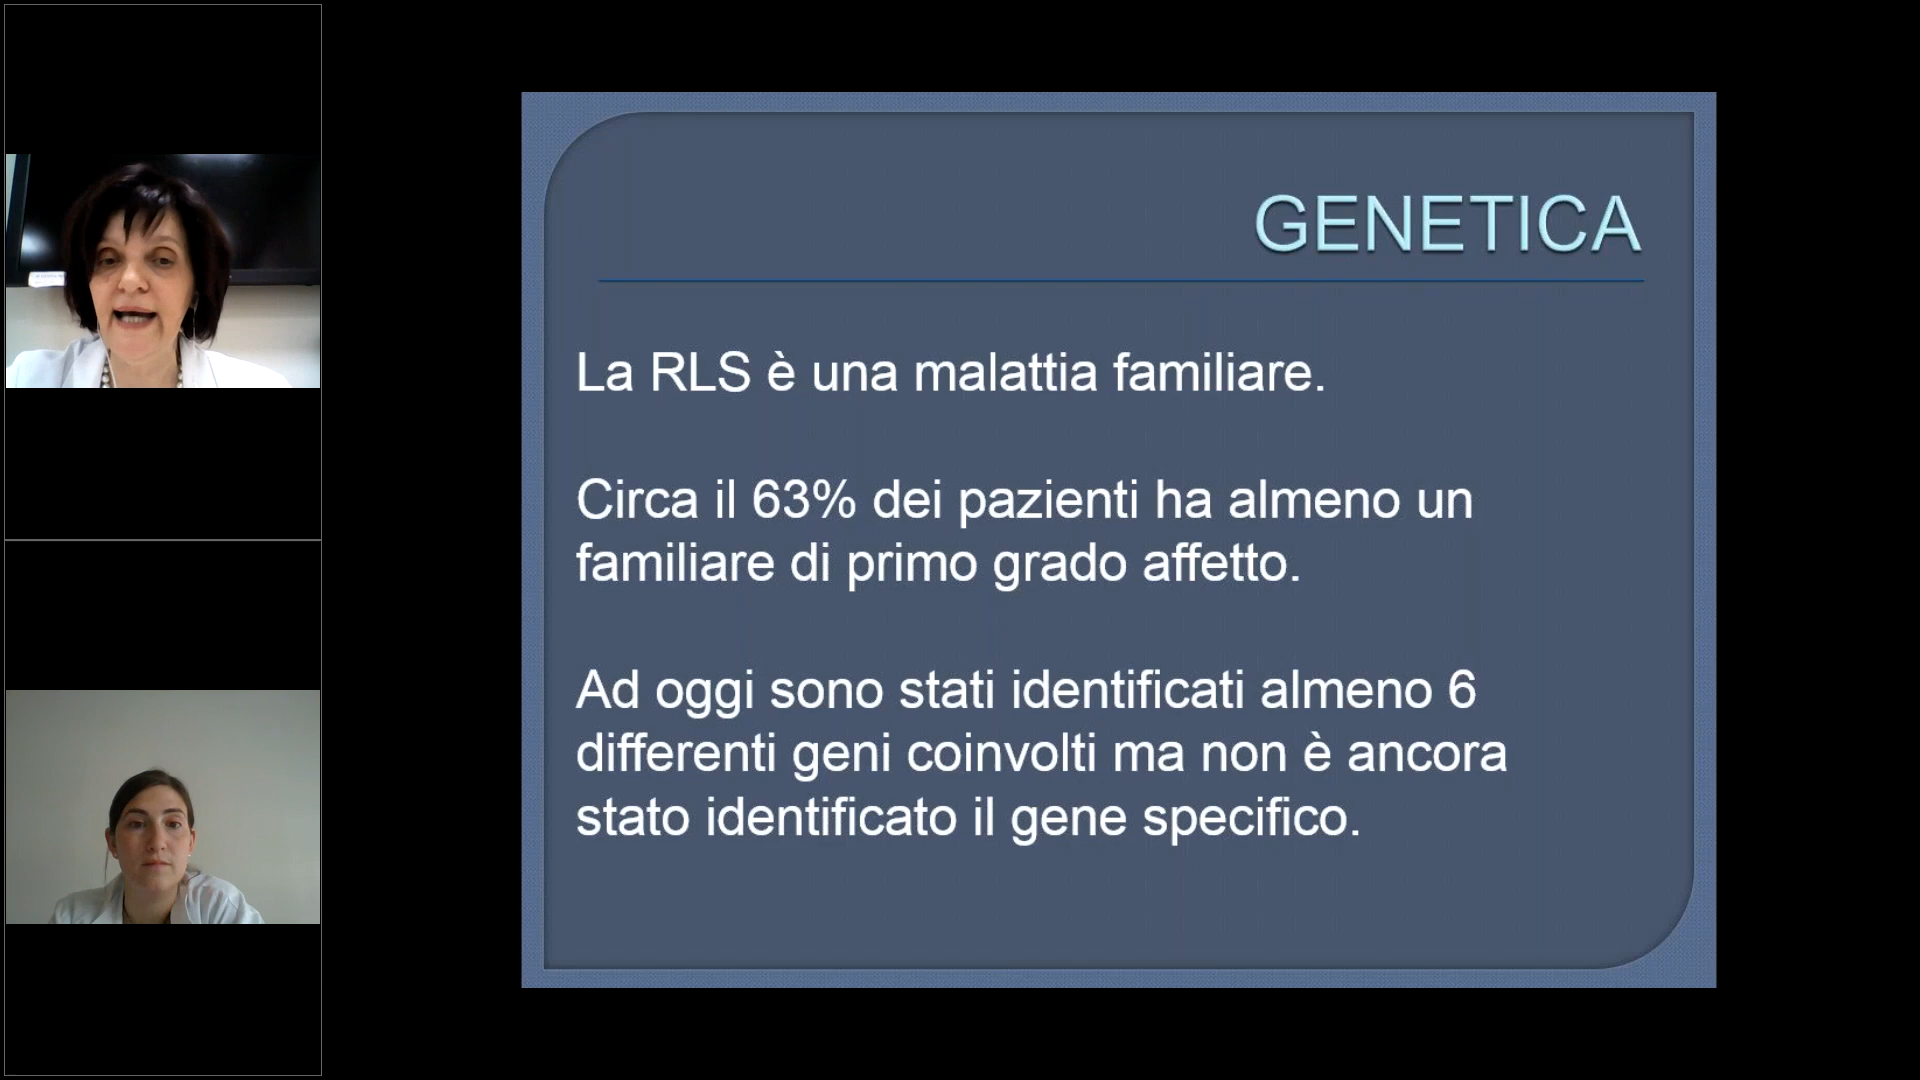 GENETICA
La RLS è una malattia familiare.
Circa il 63% dei pazienti ha almeno un
familiare di primo grado affetto.
Ad oggi sono stati identificati almeno 6
differenti geni coinvolti ma non è ancora
stato identificato il gene specifico.